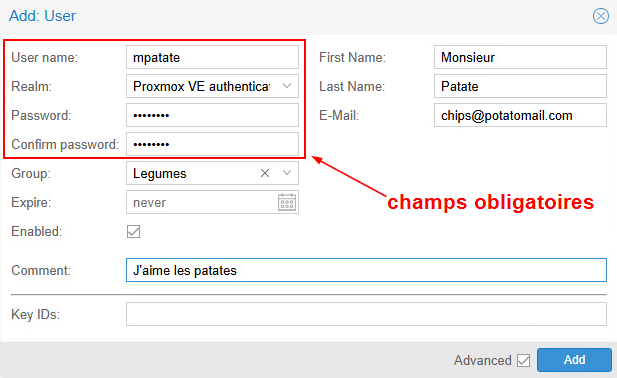 Add: User
User name: mpatate First Name: Monsieur
Realm: Proxmox VE authenticat Last Name: Patate
Password: •••••••• E-Mail: chips@potatomail.com
Confirm password: ••••••••
Group: Legumes
Expire: never
champs obligatoires
Enabled:
Comment: J'aime les patates
Key IDs:
Advanced Add